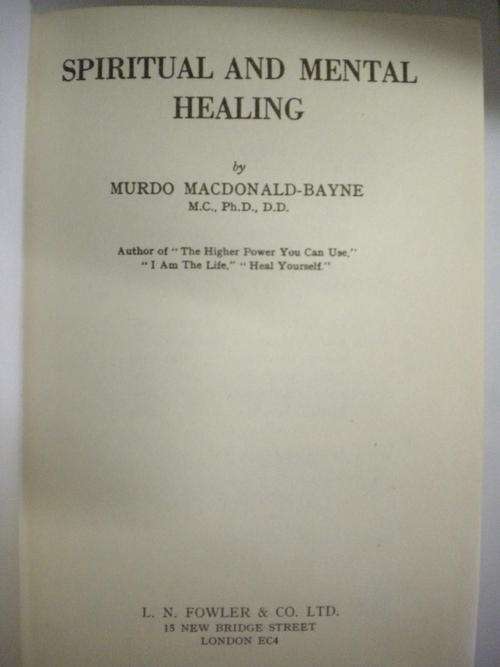 SPIRITUAL AND MENTAL
HEALING
by
MURDO MACDONALD-BAYNE
M.C., Ph.D., D.D.
Author of "The Higher Power You Can Use,"
"I Am The Life," "Heal Yourself."
L. N. FOWLER & CO. LTD.
15 NEW BRIDGE STREET
LONDON EC4